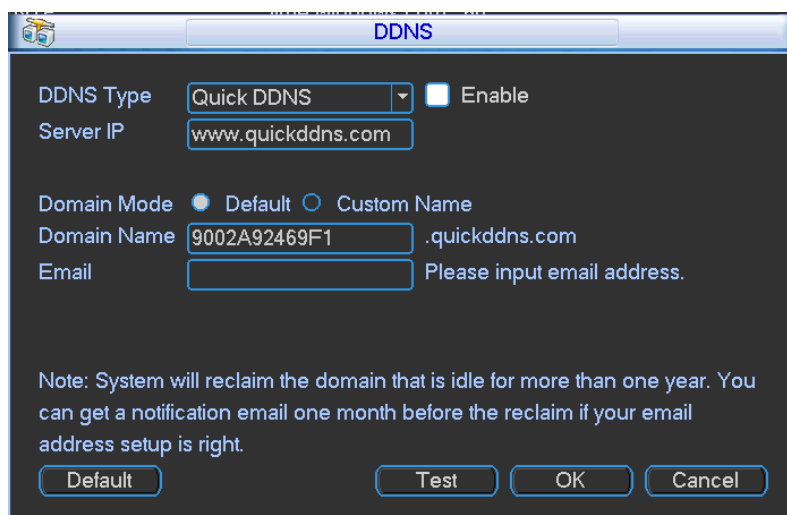 DDNS
DDNS Type Quick DDNS Enable
Server IP www.quickddns.com
Domain Mode Default Custom Name
Domain Name 9002A92469F1 .quickddns.com
Email Please input email address.
Note: System will reclaim the domain that is idle for more than one year. You
can get a notification email one month before the reclaim if your email
address setup is right.
Default Test OK Cancel